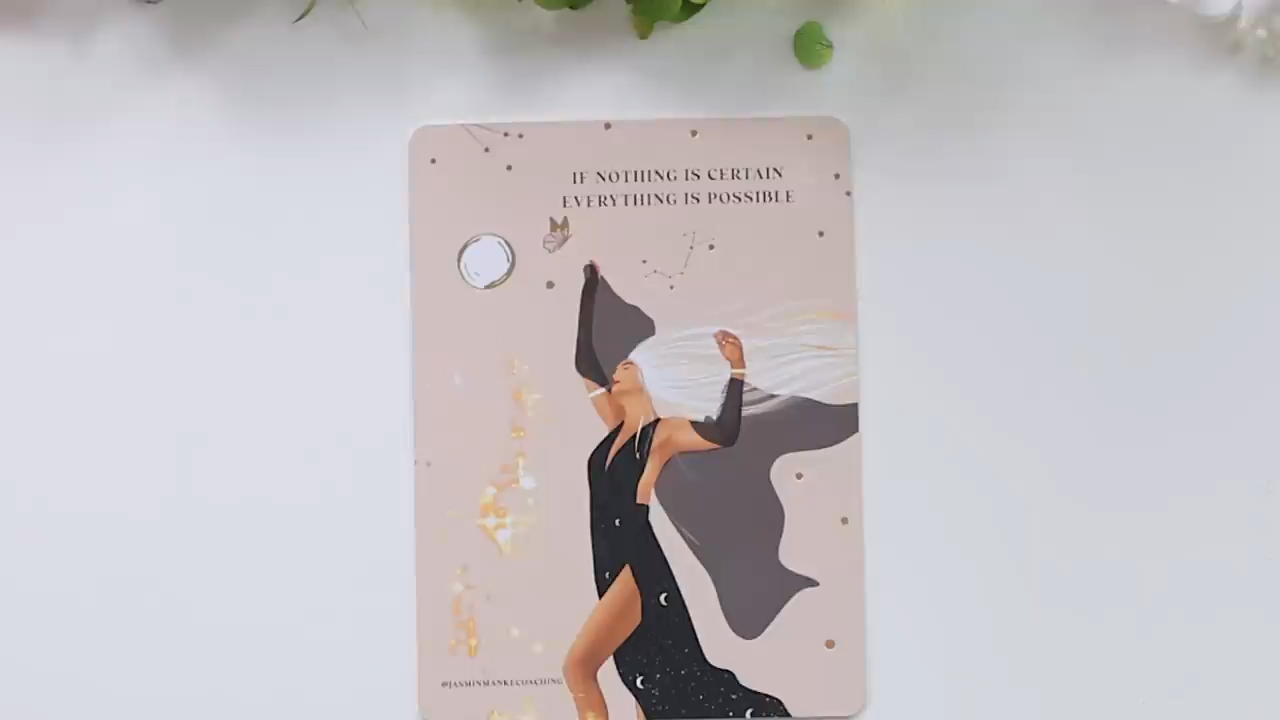 IF NOTHING IS CERTAIN
EVERYTHING IS POSSIBLE
@JASMINMANKECOACHING